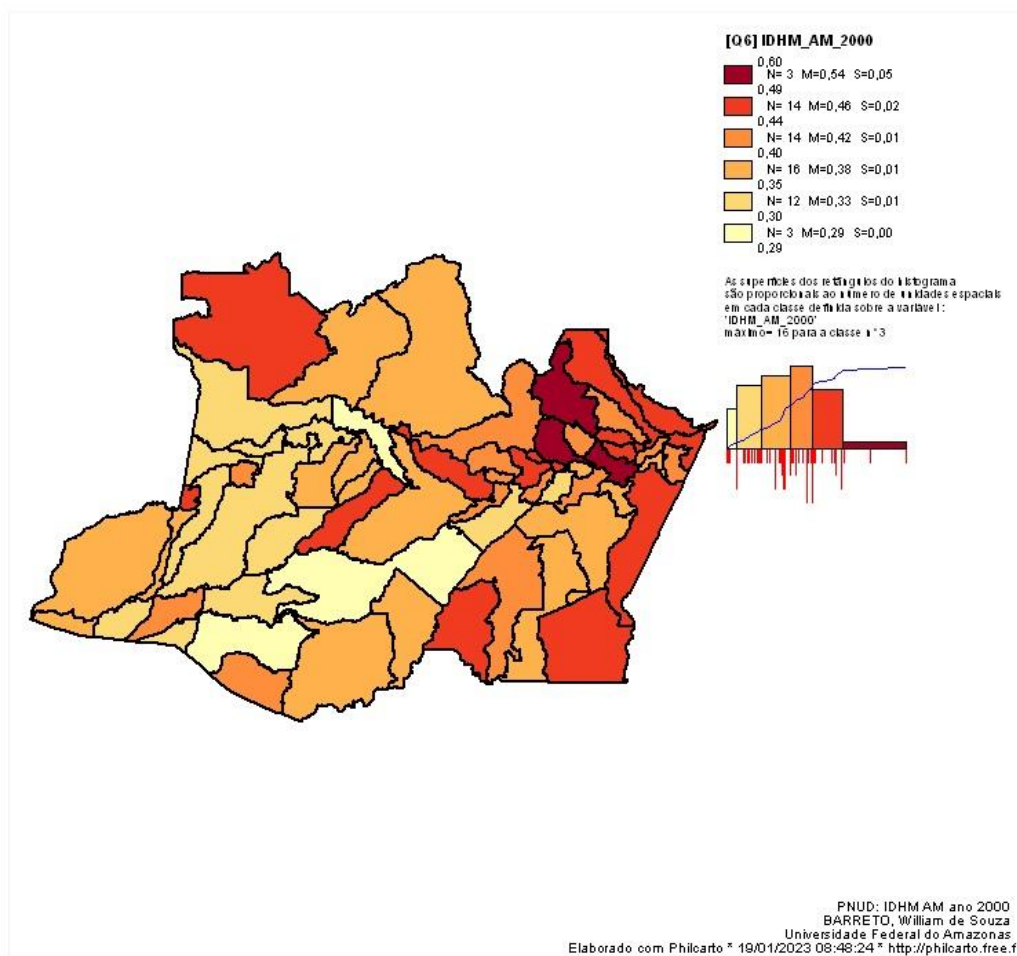 [Q6] IDHM_AM_2000
0,60
N= 3 M=0,54 S=0,05
0,49
N= 14 M=0,46 S=0,02
0,44
N= 14 M=0,42 S=0,01
0,40
N= 16 M=0,38 S=0,01
0,35
N= 12 M=0,33 S=0,01
0,30
N= 3 M=0,29 S=0,00
0,29
As superfícies dos retângulos do histograma
são proporcionais ao número de unidades espaciais
em cada classe definida sobre a variável :
'IDHM_AM_2000'
máximo= 16 para a classe n° 3
PNUD: IDHM AM ano 2000
BARRETO, William de Souza
Universidade Federal do Amazonas
Elaborado com Philcarto * 19/01/2023 08:48:24 * http://philcarto.free.f